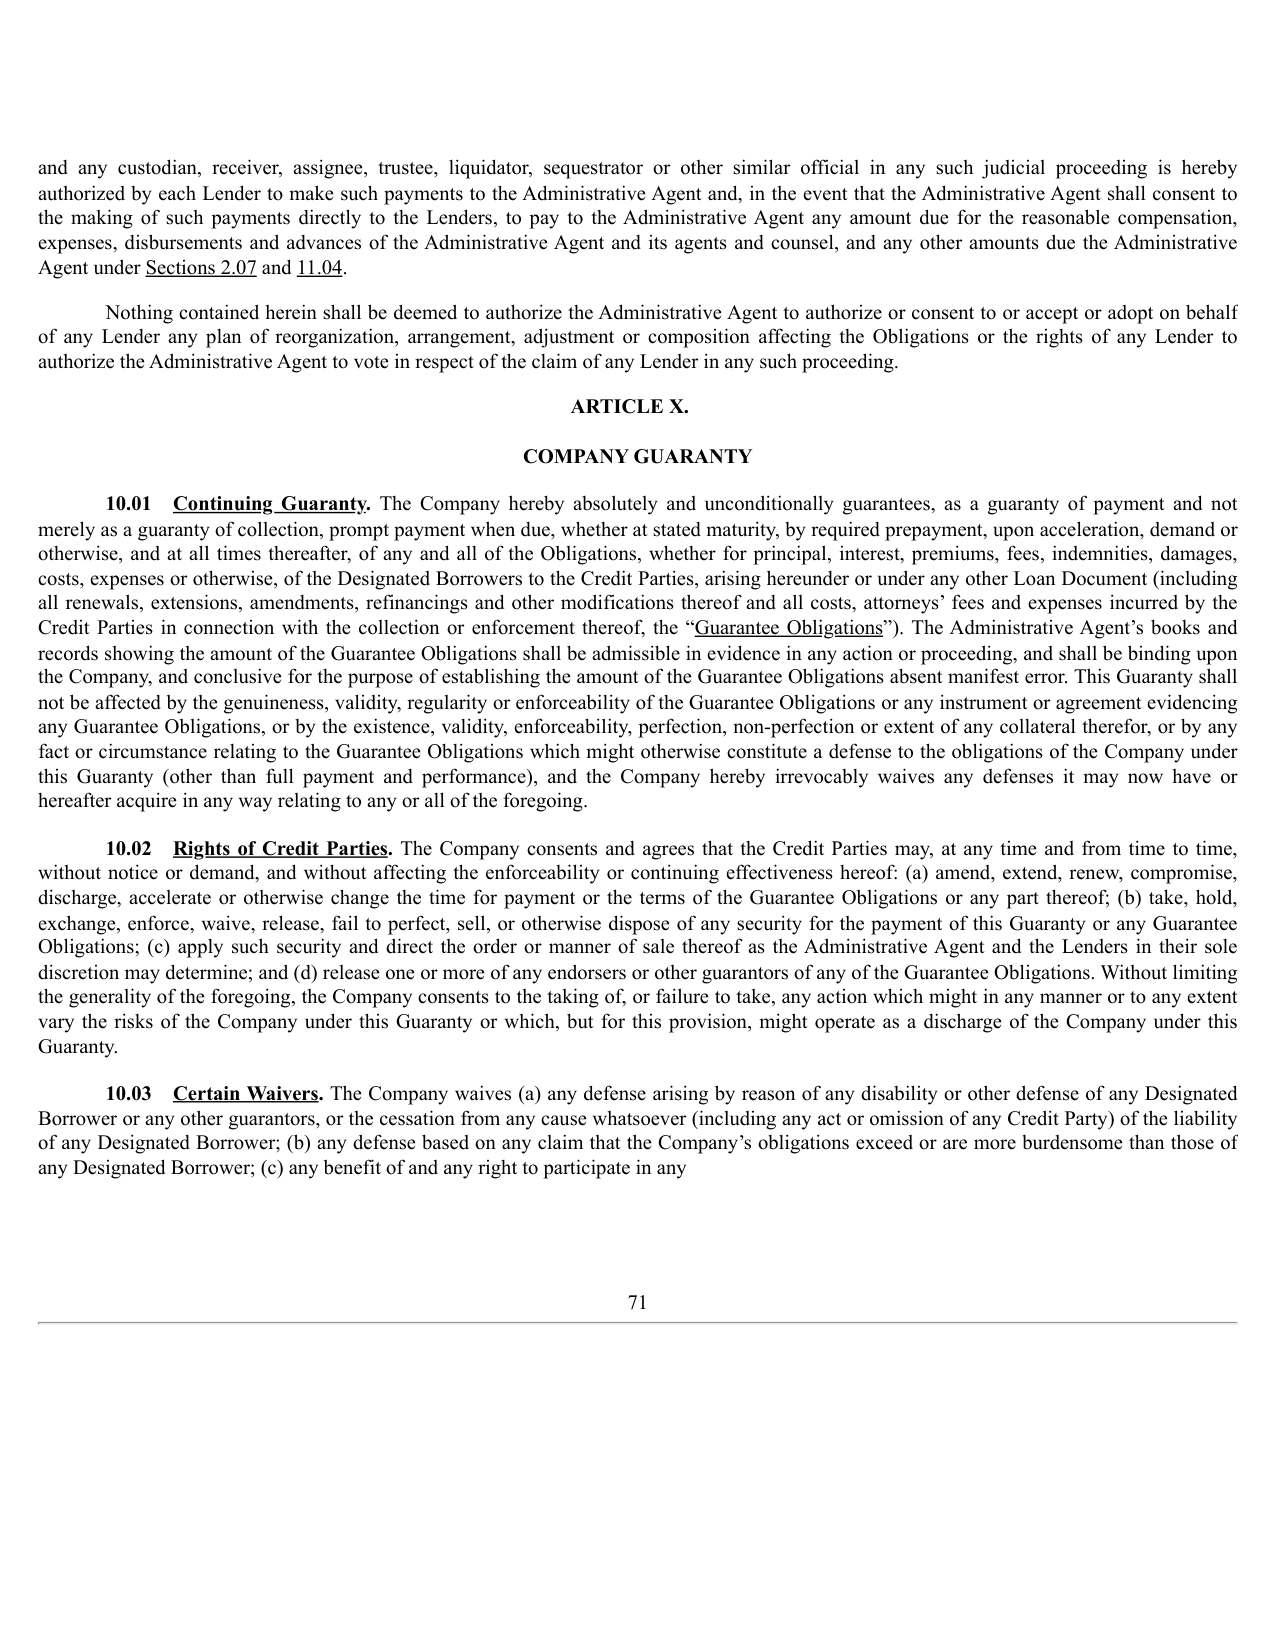 and any custodian, receiver, assignee, trustee, liquidator, sequestrator or other similar official in any such judicial proceeding is hereby
authorized by each Lender to make such payments to the Administrative Agent and, in the event that the Administrative Agent shall consent to
the making of such payments directly to the Lenders, to pay to the Administrative Agent any amount due for the reasonable compensation,
expenses, disbursements and advances of the Administrative Agent and its agents and counsel, and any other amounts due the Administrative
Agent under Sections 2.07 and 11.04.
Nothing contained herein shall be deemed to authorize the Administrative Agent to authorize or consent to or accept or adopt on behalf
of any Lender any plan of reorganization, arrangement, adjustment or composition affecting the Obligations or the rights of any Lender to
authorize the Administrative Agent to vote in respect of the claim of any Lender in any such proceeding.
ARTICLE X.
COMPANY GUARANTY
10.01 Continuing Guaranty. The Company hereby absolutely and unconditionally guarantees, as a guaranty of payment and not
merely as a guaranty of collection, prompt payment when due, whether at stated maturity, by required prepayment, upon acceleration, demand or
otherwise, and at all times thereafter, of any and all of the Obligations, whether for principal, interest, premiums, fees, indemnities, damages,
costs, expenses or otherwise, of the Designated Borrowers to the Credit Parties, arising hereunder or under any other Loan Document (including
all renewals, extensions, amendments, refinancings and other modifications thereof and all costs, attorneys’ fees and expenses incurred by the
Credit Parties in connection with the collection or enforcement thereof, the “Guarantee Obligations”). The Administrative Agent’s books and
records showing the amount of the Guarantee Obligations shall be admissible in evidence in any action or proceeding, and shall be binding upon
the Company, and conclusive for the purpose of establishing the amount of the Guarantee Obligations absent manifest error. This Guaranty shall
not be affected by the genuineness, validity, regularity or enforceability of the Guarantee Obligations or any instrument or agreement evidencing
any Guarantee Obligations, or by the existence, validity, enforceability, perfection, non-perfection or extent of any collateral therefor, or by any
fact or circumstance relating to the Guarantee Obligations which might otherwise constitute a defense to the obligations of the Company under
this Guaranty (other than full payment and performance), and the Company hereby irrevocably waives any defenses it may now have or
hereafter acquire in any way relating to any or all of the foregoing.
10.02 Rights of Credit Parties. The Company consents and agrees that the Credit Parties may, at any time and from time to time,
without notice or demand, and without affecting the enforceability or continuing effectiveness hereof: (a) amend, extend, renew, compromise,
discharge, accelerate or otherwise change the time for payment or the terms of the Guarantee Obligations or any part thereof; (b) take, hold,
exchange, enforce, waive, release, fail to perfect, sell, or otherwise dispose of any security for the payment of this Guaranty or any Guarantee
Obligations; (c) apply such security and direct the order or manner of sale thereof as the Administrative Agent and the Lenders in their sole
discretion may determine; and (d) release one or more of any endorsers or other guarantors of any of the Guarantee Obligations. Without limiting
the generality of the foregoing, the Company consents to the taking of, or failure to take, any action which might in any manner or to any extent
vary the risks of the Company under this Guaranty or which, but for this provision, might operate as a discharge of the Company under this
Guaranty.
10.03 Certain Waivers. The Company waives (a) any defense arising by reason of any disability or other defense of any Designated
Borrower or any other guarantors, or the cessation from any cause whatsoever (including any act or omission of any Credit Party) of the liability
of any Designated Borrower; (b) any defense based on any claim that the Company’s obligations exceed or are more burdensome than those of
any Designated Borrower; (c) any benefit of and any right to participate in any
71